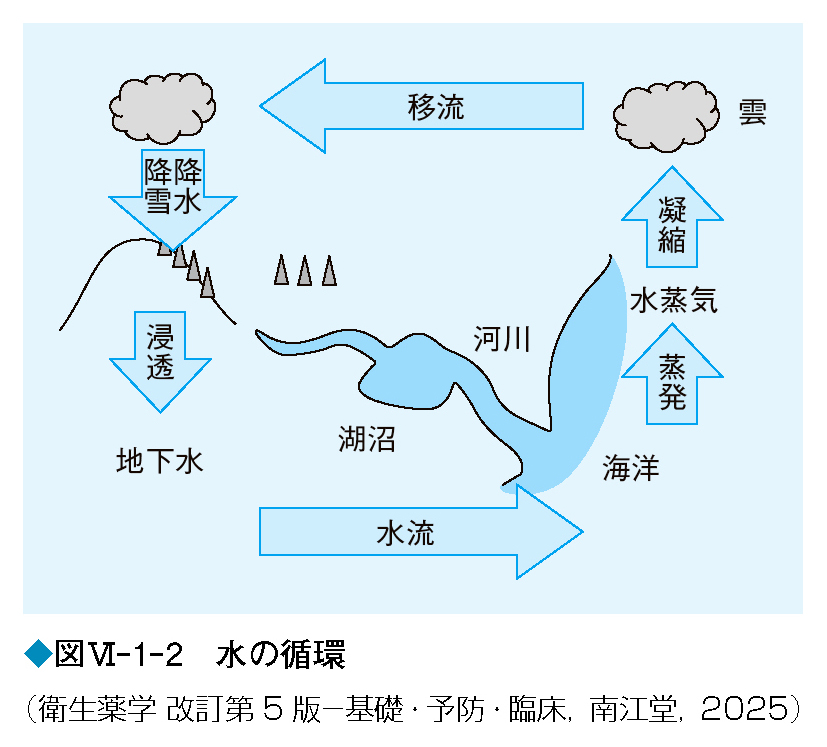 移流
雲
降水
降雪
凝縮
水蒸気
浸透
河川
蒸発
湖沼
地下水
海洋
水流
◆図Ⅵ-1-2　水の循環
（衛生薬学 改訂第 5 版－基礎・予防・臨床, 南江堂, 2025）